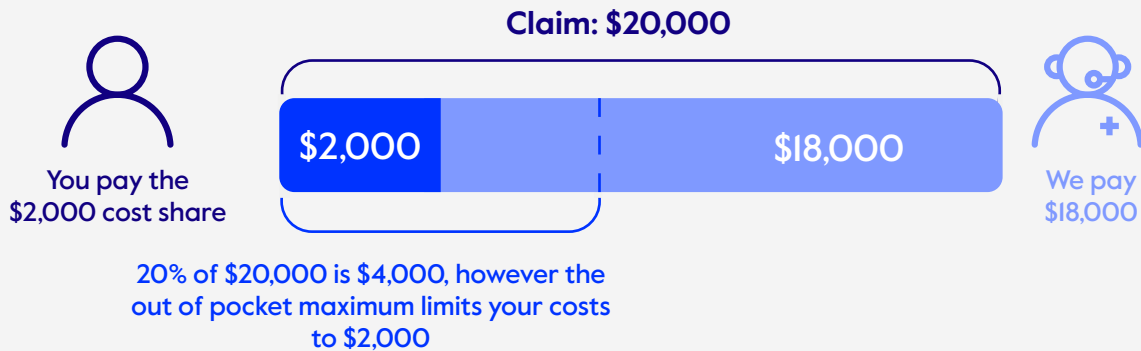 Claim: $20,000
$2,000
$18,000
You pay the
$2,000 cost share
We pay
$18,000
20% of $20,000 is $4,000, however the
out of pocket maximum limits your costs
to $2,000